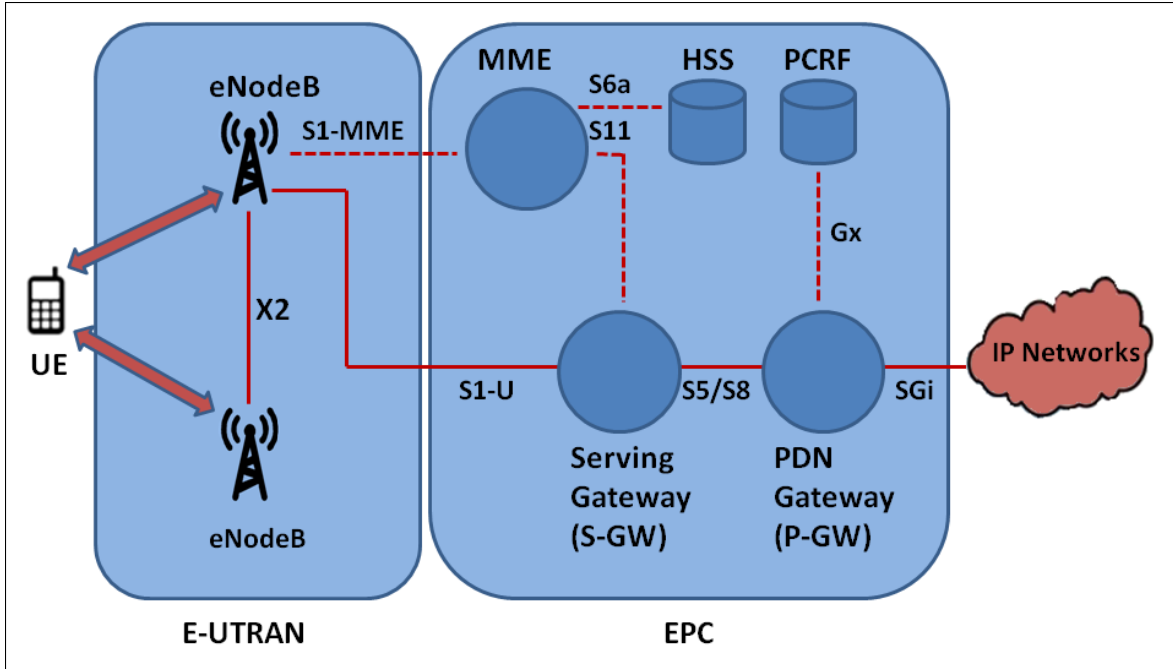 MME
HSS
PCRF
eNodeB
S6a
S1-MME
S11
Gx
X2
UE
IP Networks
S1-U
S5/S8
SGi
Serving
Gateway
(S-GW)
PDN
Gateway
(P-GW)
eNodeB
E-UTRAN
EPC